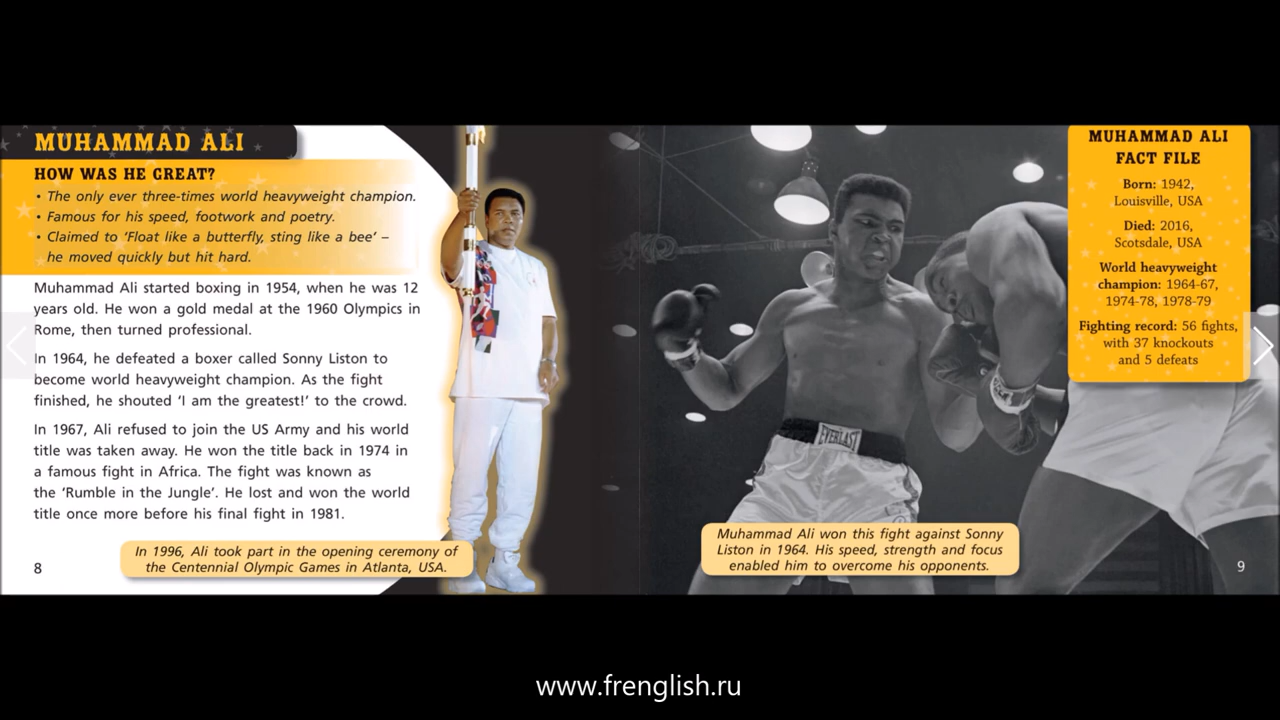 MUHAMMAD ALI
HOW WAS HE GREAT?
• The only ever three-times world heavyweight champion.
• Famous for his speed, footwork and poetry.
• Claimed to ‘Float like a butterfly, sting like a bee’ –
he moved quickly but hit hard.
Muhammad Ali started boxing in 1954, when he was 12
years old. He won a gold medal at the 1960 Olympics in
Rome, then turned professional.
In 1964, he defeated a boxer called Sonny Liston to
become world heavyweight champion. As the fight
finished, he shouted ‘I am the greatest!’ to the crowd.
In 1967, Ali refused to join the US Army and his world
title was taken away. He won the title back in 1974 in
a famous fight in Africa. The fight was known as
the ‘Rumble in the Jungle’. He lost and won the world
title once more before his final fight in 1981.
In 1996, Ali took part in the opening ceremony of
the Centennial Olympic Games in Atlanta, USA.
8
EVERLAST
Muhammad Ali won this fight against Sonny
Liston in 1964. His speed, strength and focus
enabled him to overcome his opponents.
MUHAMMAD ALI
FACT FILE
Born: 1942,
Louisville, USA
Died: 2016,
Scotsdale, USA
World heavyweight
champion: 1964-67,
1974-78, 1978-79
Fighting record: 56 fights,
with 37 knockouts
and 5 defeats
9
www.frenglish.ru